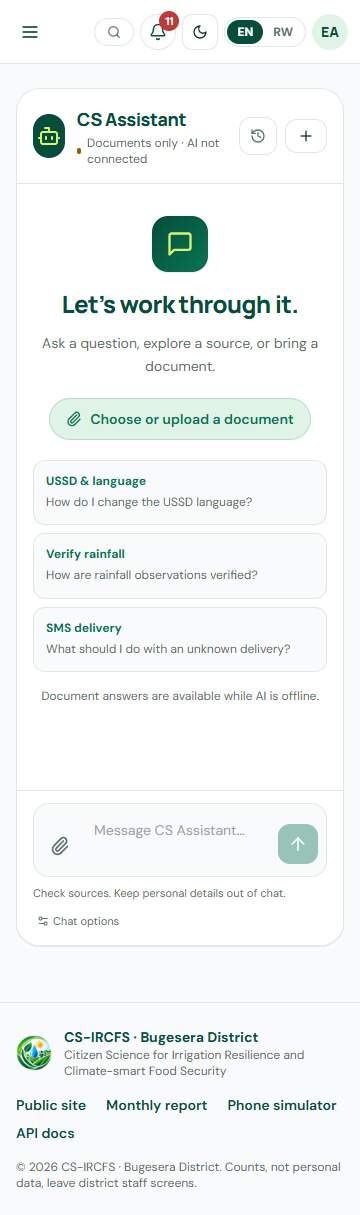 11
EN
RW
EA
CS Assistant
Documents only · AI not
connected
Let's work through it.
Ask a question, explore a source, or bring a
document.
Choose or upload a document
USSD & language
How do I change the USSD language?
Verify rainfall
How are rainfall observations verified?
SMS delivery
What should I do with an unknown delivery?
Document answers are available while AI is offline.
Message CS Assistant...
Check sources. Keep personal details out of chat.
Chat options
CS-IRCFS · Bugesera District
Citizen Science for Irrigation Resilience and
Climate-smart Food Security
Public site
Monthly report
Phone simulator
API docs
© 2026 CS-IRCFS · Bugesera District. Counts, not personal
data, leave district staff screens.